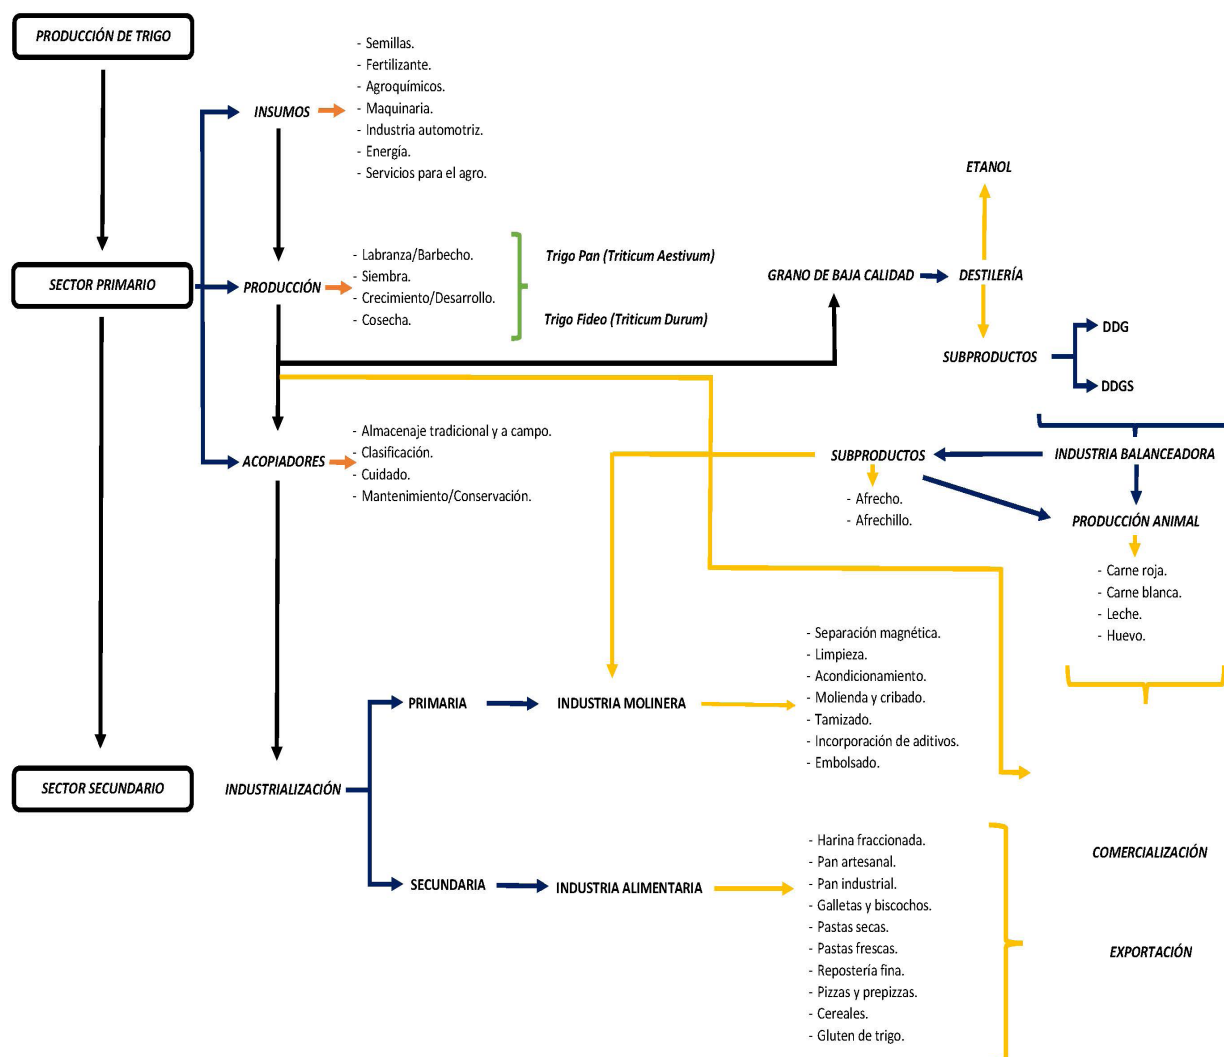 PRODUCCIÓN DE TRIGO
- Semillas.
- Fertilizante.
- Agroquímicos.
- Maquinaria.
- Industria automotriz.
- Energía.
- Servicios para el agro.
INSUMOS
ETANOL
SECTOR PRIMARIO
PRODUCCIÓN
- Labranza/Barbecho.
- Siembra.
- Crecimiento/Desarrollo.
- Cosecha.
Trigo Pan (Triticum Aestivum)
Trigo Fideo (Triticum Durum)
GRANO DE BAJA CALIDAD
DESTILERÍA
SUBPRODUCTOS
DDG
DDGS
ACOPIADORES
- Almacenaje tradicional y a campo.
- Clasificación.
- Cuidado.
- Mantenimiento/Conservación.
SUBPRODUCTOS
- Afrecho.
- Afrechillo.
INDUSTRIA BALANCEADORA
PRODUCCIÓN ANIMAL
- Carne roja.
- Carne blanca.
- Leche.
- Huevo.
SECTOR SECUNDARIO
INDUSTRIALIZACIÓN
PRIMARIA
INDUSTRIA MOLINERA
- Separación magnética.
- Limpieza.
- Acondicionamiento.
- Molienda y cribado.
- Tamizado.
- Incorporación de aditivos.
- Embolsado.
SECUNDARIA
INDUSTRIA ALIMENTARIA
- Harina fraccionada.
- Pan artesanal.
- Pan industrial.
- Galletas y biscochos.
- Pastas secas.
- Pastas frescas.
- Repostería fina.
- Pizzas y prepizzas.
- Cereales.
- Gluten de trigo.
COMERCIALIZACIÓN
EXPORTACIÓN